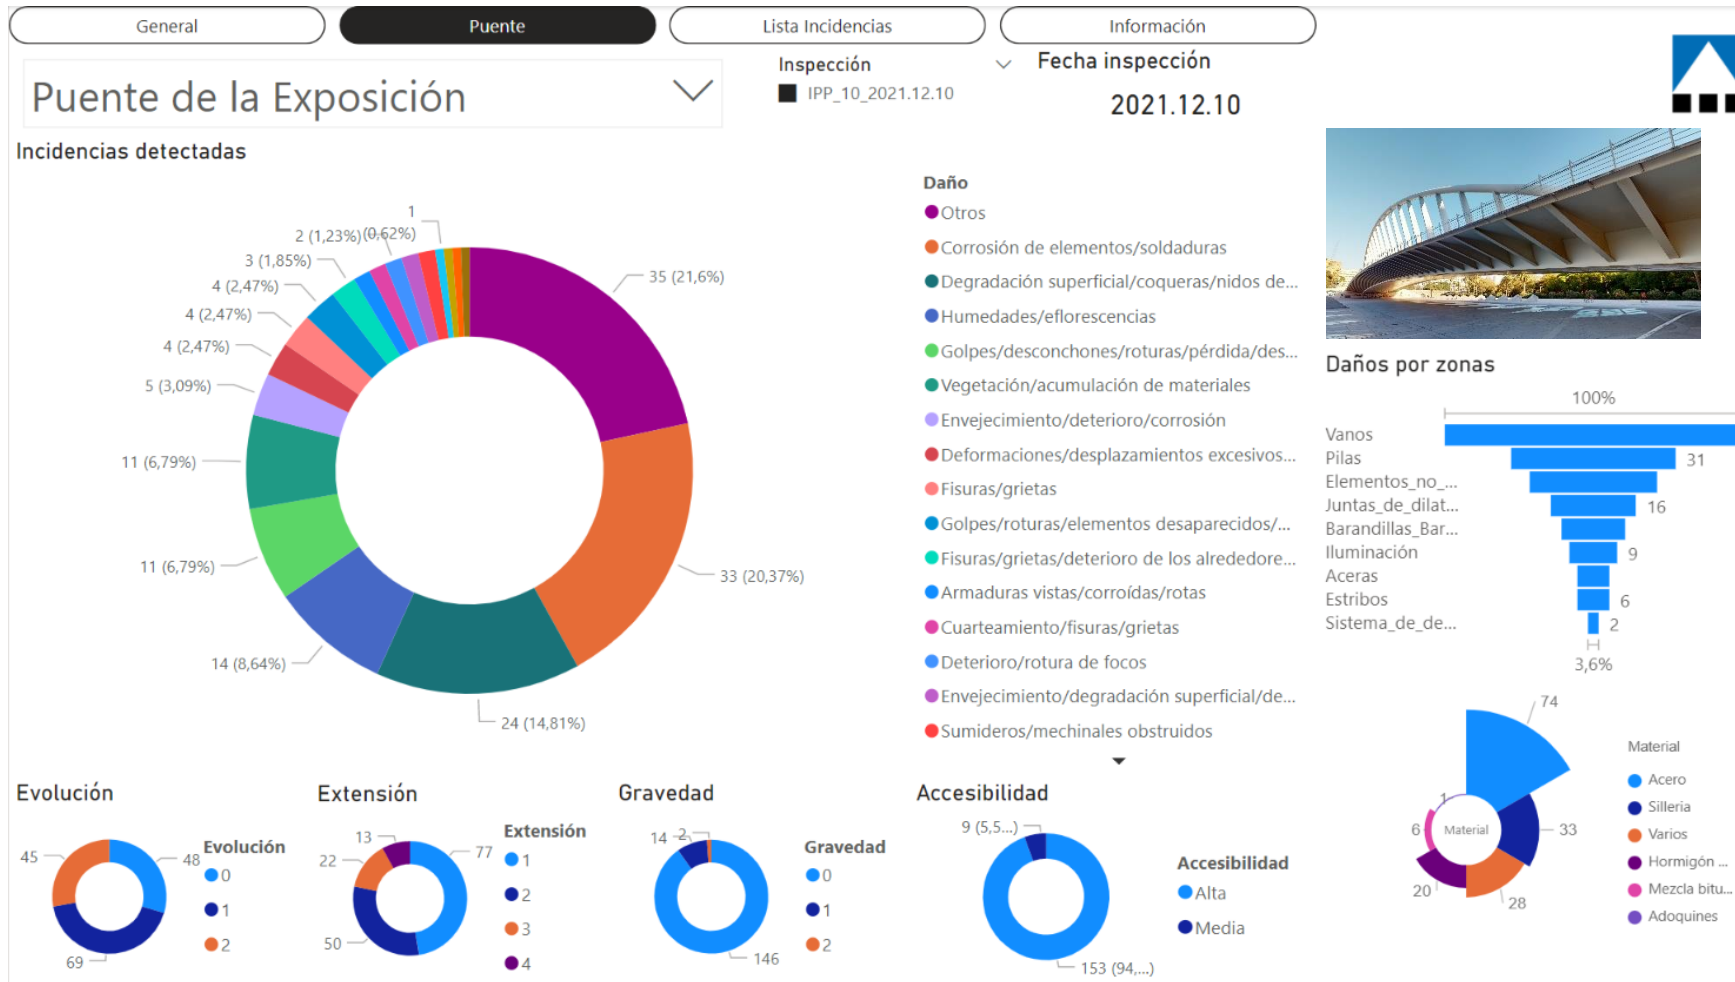 General
Puente
Lista Incidencias
Información
Puente de la Exposición
Inspección
IPP_10_2021.12.10
Fecha inspección
2021.12.10
Incidencias detectadas
1
2 (1,23%)
(0,62%)
3 (1,85%)
4 (2,47%)
4 (2,47%)
4 (2,47%)
5 (3,09%)
11 (6,79%)
11 (6,79%)
14 (8,64%)
24 (14,81%)
33 (20,37%)
35 (21,6%)
Daño
Otros
Corrosión de elementos/soldaduras
Degradación superficial/coqueras/nidos de...
Humedades/eflorescencias
Golpes/desconchones/roturas/pérdida/des...
Vegetación/acumulación de materiales
Envejecimiento/deterioro/corrosión
Deformaciones/desplazamientos excesivos...
Fisuras/grietas
Golpes/roturas/elementos desaparecidos/...
Fisuras/grietas/deterioro de los alrededore...
Armaduras vistas/corroídas/rotas
Cuarteamiento/fisuras/grietas
Deterioro/rotura de focos
Envejecimiento/degradación superficial/de...
Sumideros/mechinales obstruidos
Daños por zonas
100%
Vanos
Pilas
31
Elementos_no_...
Juntas_de_dilat...
16
Barandillas_Bar...
Iluminación
9
Aceras
Estribos
6
Sistema_de_de...
2
3,6%
Evolución
45
48
69
Evolución
0
1
2
Extensión
13
22
77
50
Extensión
1
2
3
4
Gravedad
14
2
146
Gravedad
0
1
2
Accesibilidad
9 (5,5...)
153 (94,...)
Accesibilidad
Alta
Media
74
1
6
Material
33
20
28
Material
Acero
Silleria
Varios
Hormigón ...
Mezcla bitu...
Adoquines